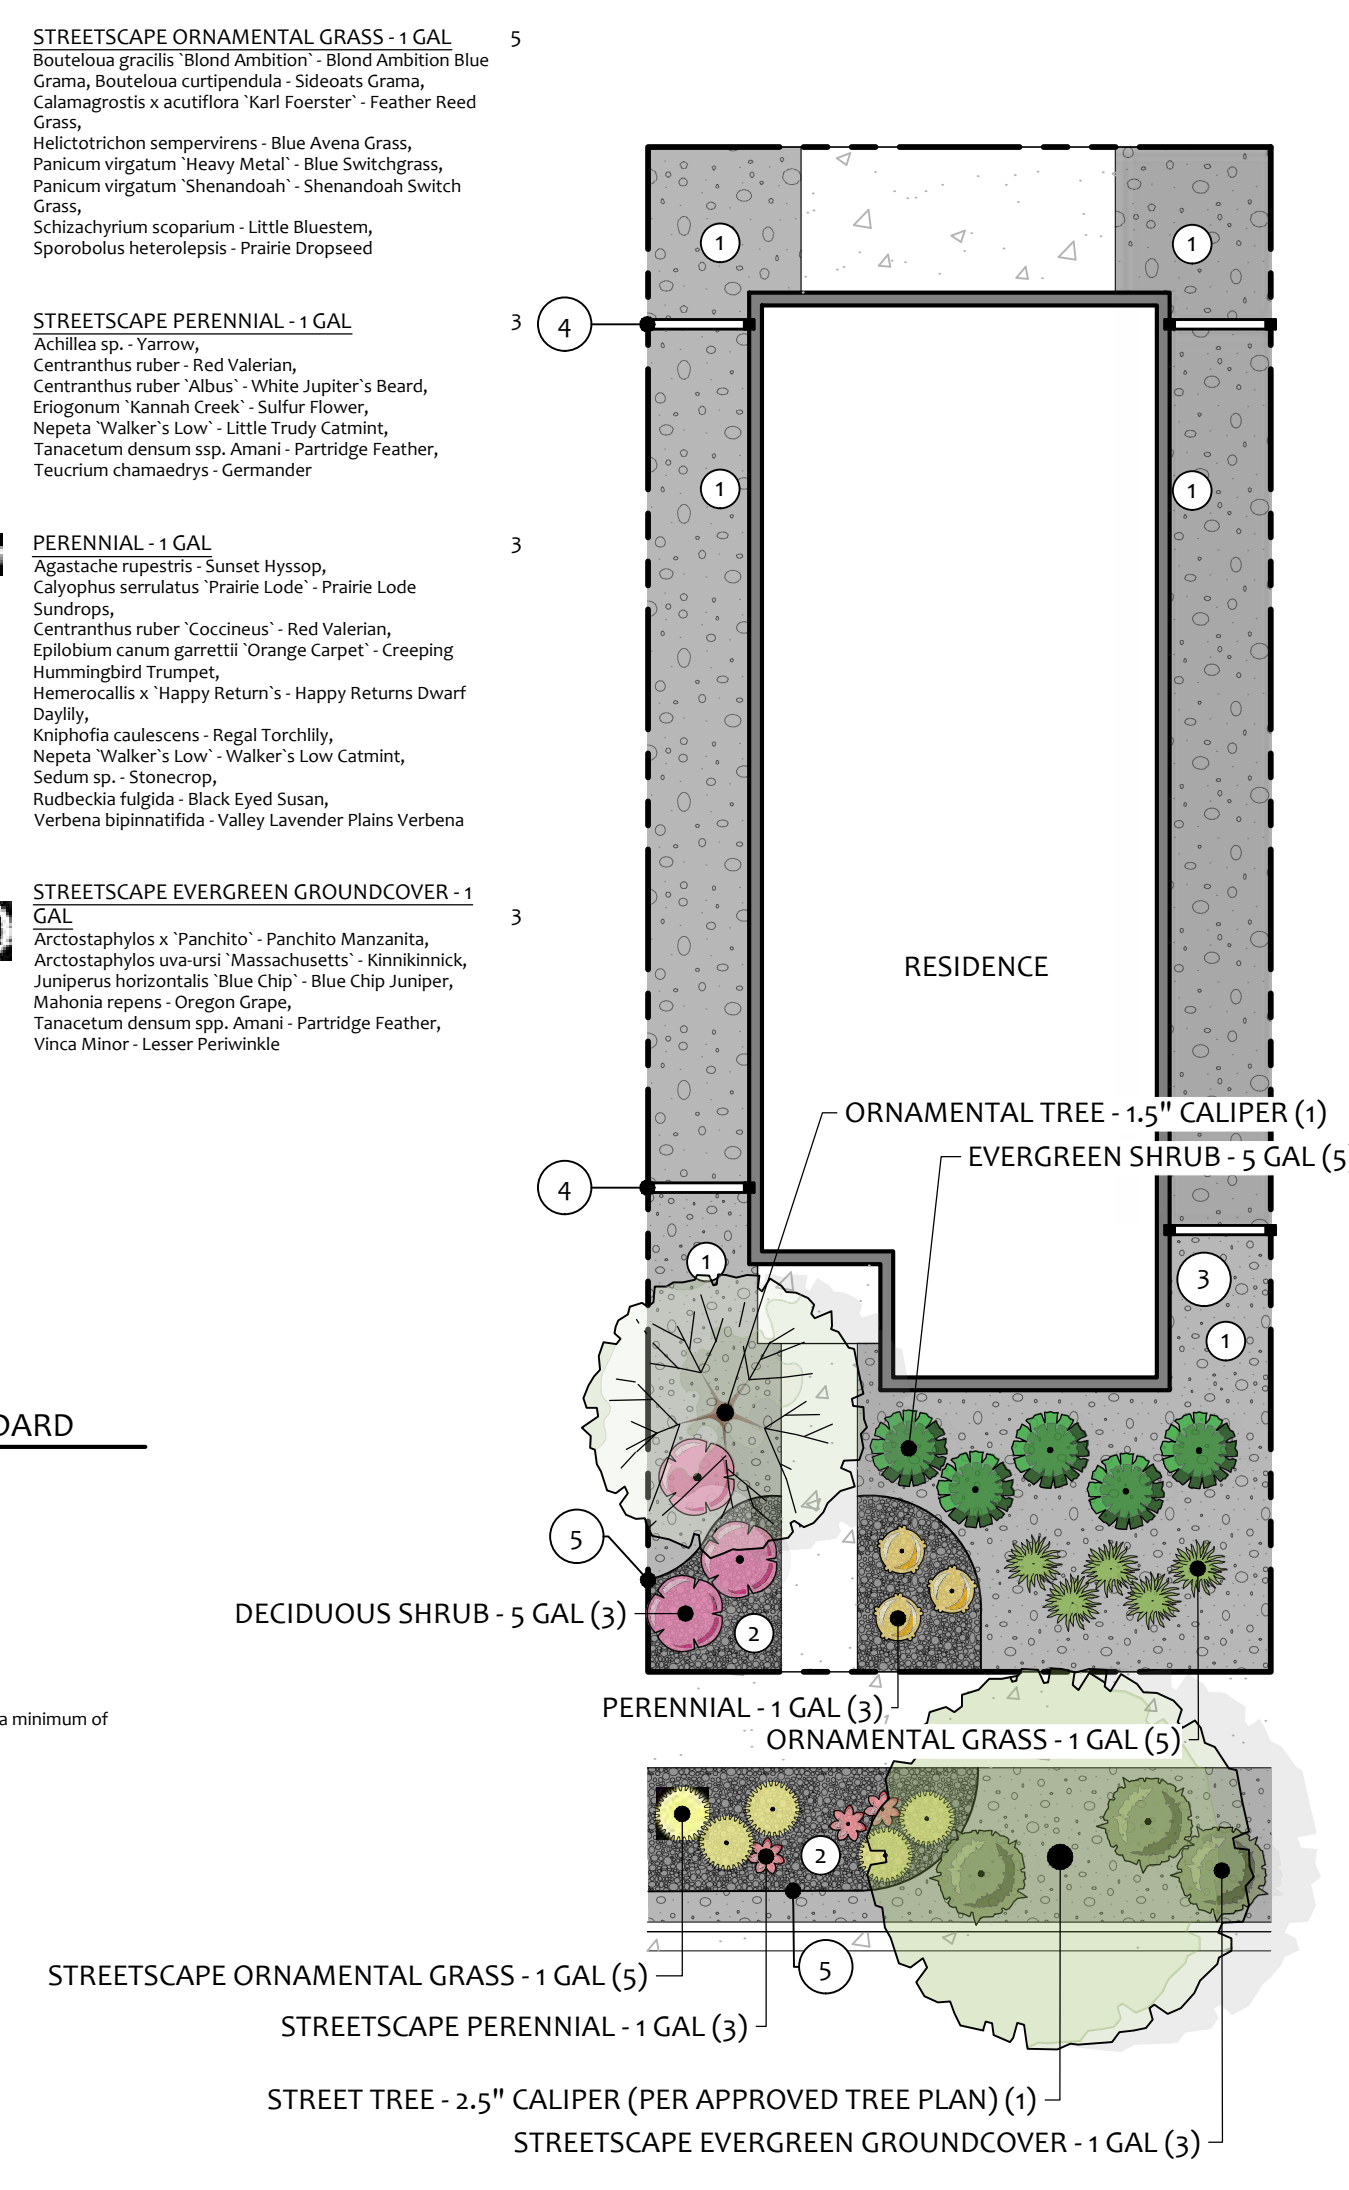 STREETSCAPE ORNAMENTAL GRASS - 1 GAL 5
Bouteloua gracilis `Blond Ambition` - Blond Ambition Blue
Grama, Bouteloua curtipendula - Sideoats Grama,
Calamagrostis x acutiflora `Karl Foerster` - Feather Reed
Grass,
Helictotrichon sempervirens - Blue Avena Grass,
Panicum virgatum `Heavy Metal` - Blue Switchgrass,
Panicum virgatum `Shenandoah` - Shenandoah Switch
Grass,
Schizachyrium scoparium - Little Bluestem,
Sporobolus heterolepsis - Prairie Dropseed
STREETSCAPE PERENNIAL - 1 GAL 3
Achillea sp. - Yarrow,
Centranthus ruber - Red Valerian,
Centranthus ruber `Albus` - White Jupiter`s Beard,
Eriogonum `Kannah Creek` - Sulfur Flower,
Nepeta `Walker`s Low` - Little Trudy Catmint,
Tanacetum densum ssp. Amani - Partridge Feather,
Teucrium chamaedrys - Germander
PERENNIAL - 1 GAL 3
Agastache rupestris - Sunset Hyssop,
Calyophus serrulatus `Prairie Lode` - Prairie Lode
Sundrops,
Centranthus ruber `Coccineus` - Red Valerian,
Epilobium canum garrettii `Orange Carpet` - Creeping
Hummingbird Trumpet,
Hemerocallis x `Happy Return`s - Happy Returns Dwarf
Daylily,
Kniphofia caulescens - Regal Torchlily,
Nepeta `Walker`s Low` - Walker`s Low Catmint,
Sedum sp. - Stonecrop,
Rudbeckia fulgida - Black Eyed Susan,
Verbena bipinnatifida - Valley Lavender Plains Verbena
STREETSCAPE EVERGREEN GROUNDCOVER - 1
GAL 3
Arctostaphylos x `Panchito` - Panchito Manzanita,
Arctostaphylos uva-ursi `Massachusetts` - Kinnikinnick,
Juniperus horizontalis `Blue Chip` - Blue Chip Juniper,
Mahonia repens - Oregon Grape,
Tanacetum densum spp. Amani - Partridge Feather,
Vinca Minor - Lesser Periwinkle
DARD
a minimum of
1
1
4
1
1
RESIDENCE
ORNAMENTAL TREE - 1.5" CALIPER (1)
EVERGREEN SHRUB - 5 GAL (5)
4
1
3
1
5
DECIDUOUS SHRUB - 5 GAL (3)
2
PERENNIAL - 1 GAL (3)
ORNAMENTAL GRASS - 1 GAL (5)
2
5
STREETSCAPE ORNAMENTAL GRASS - 1 GAL (5)
STREETSCAPE PERENNIAL - 1 GAL (3)
STREET TREE - 2.5" CALIPER (PER APPROVED TREE PLAN) (1)
STREETSCAPE EVERGREEN GROUNDCOVER - 1 GAL (3)